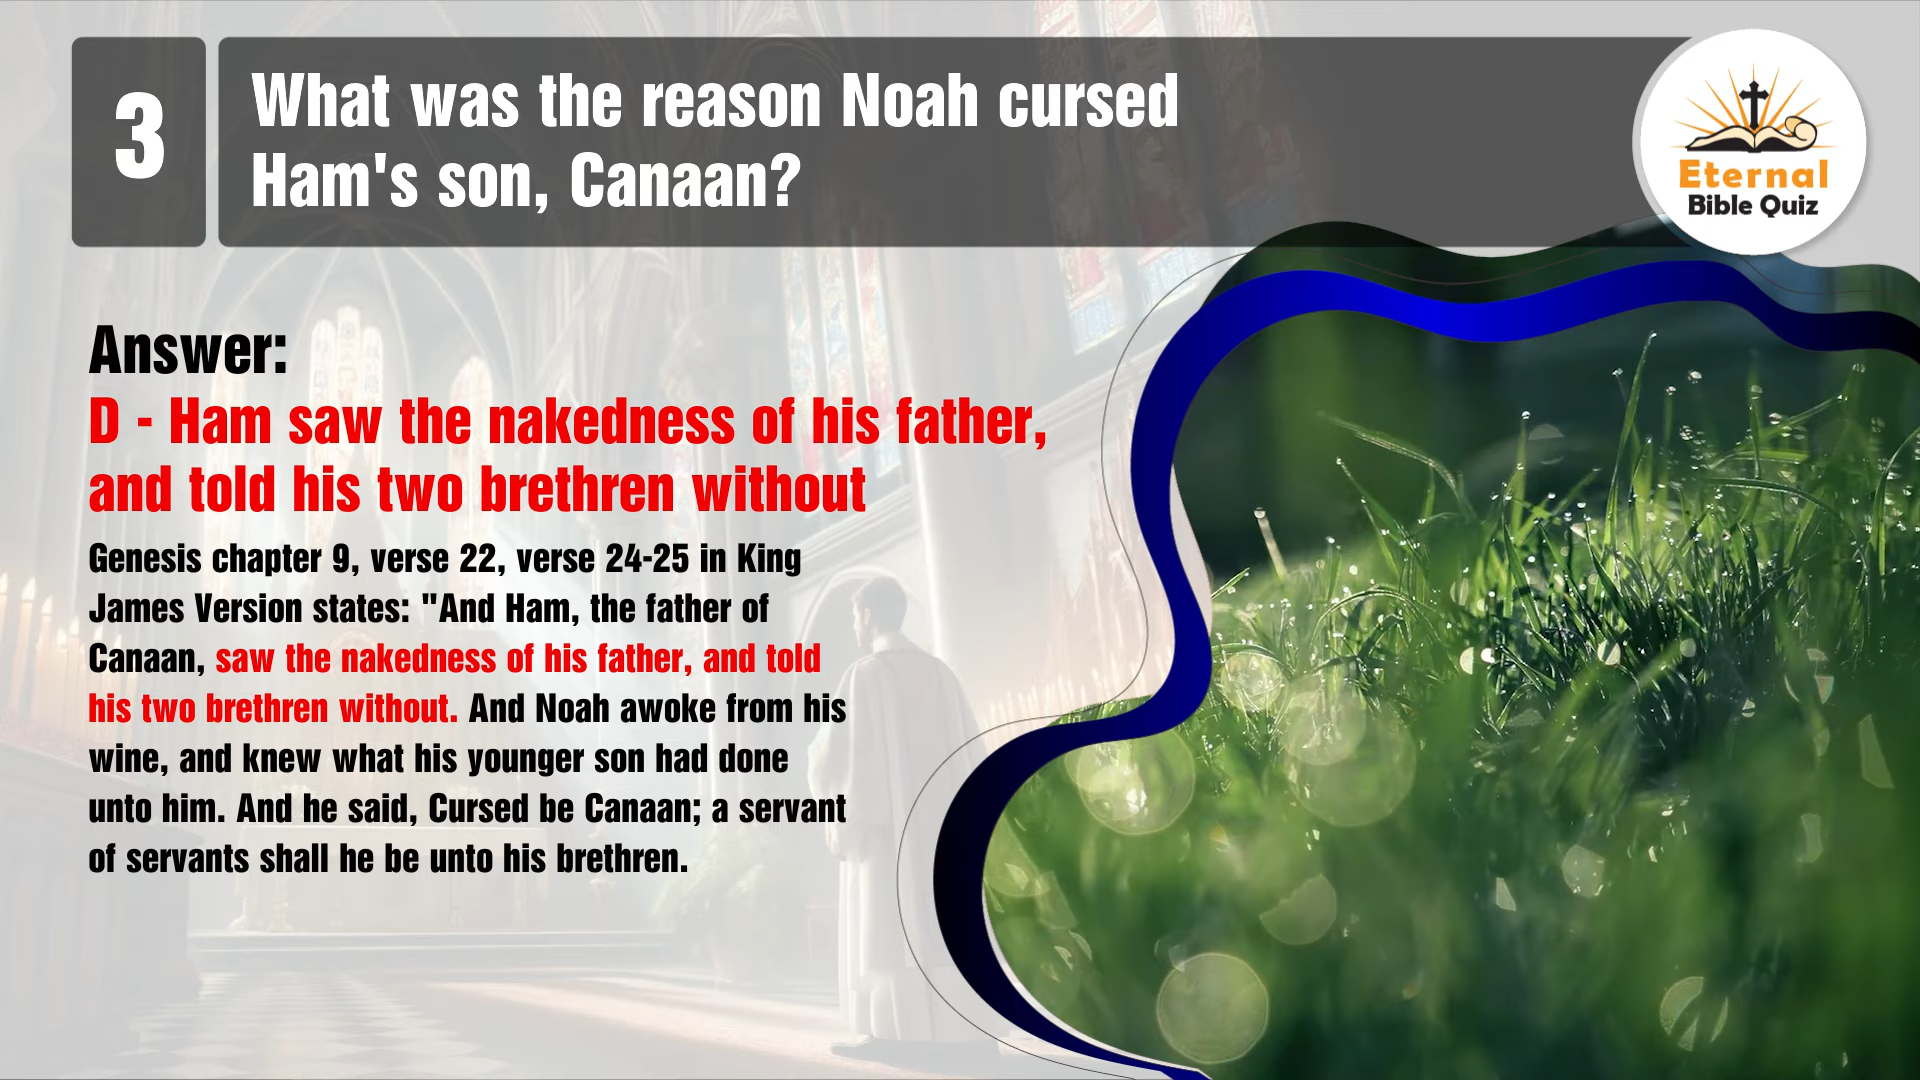 3
What was the reason Noah cursed
Ham's son, Canaan?
Eternal
Bible Quiz
Answer:
D - Ham saw the nakedness of his father,
and told his two brethren without
Genesis chapter 9, verse 22, verse 24-25 in King
James Version states: "And Ham, the father of
Canaan, saw the nakedness of his father, and told
his two brethren without. And Noah awoke from his
wine, and knew what his younger son had done
unto him. And he said, Cursed be Canaan; a servant
of servants shall he be unto his brethren.